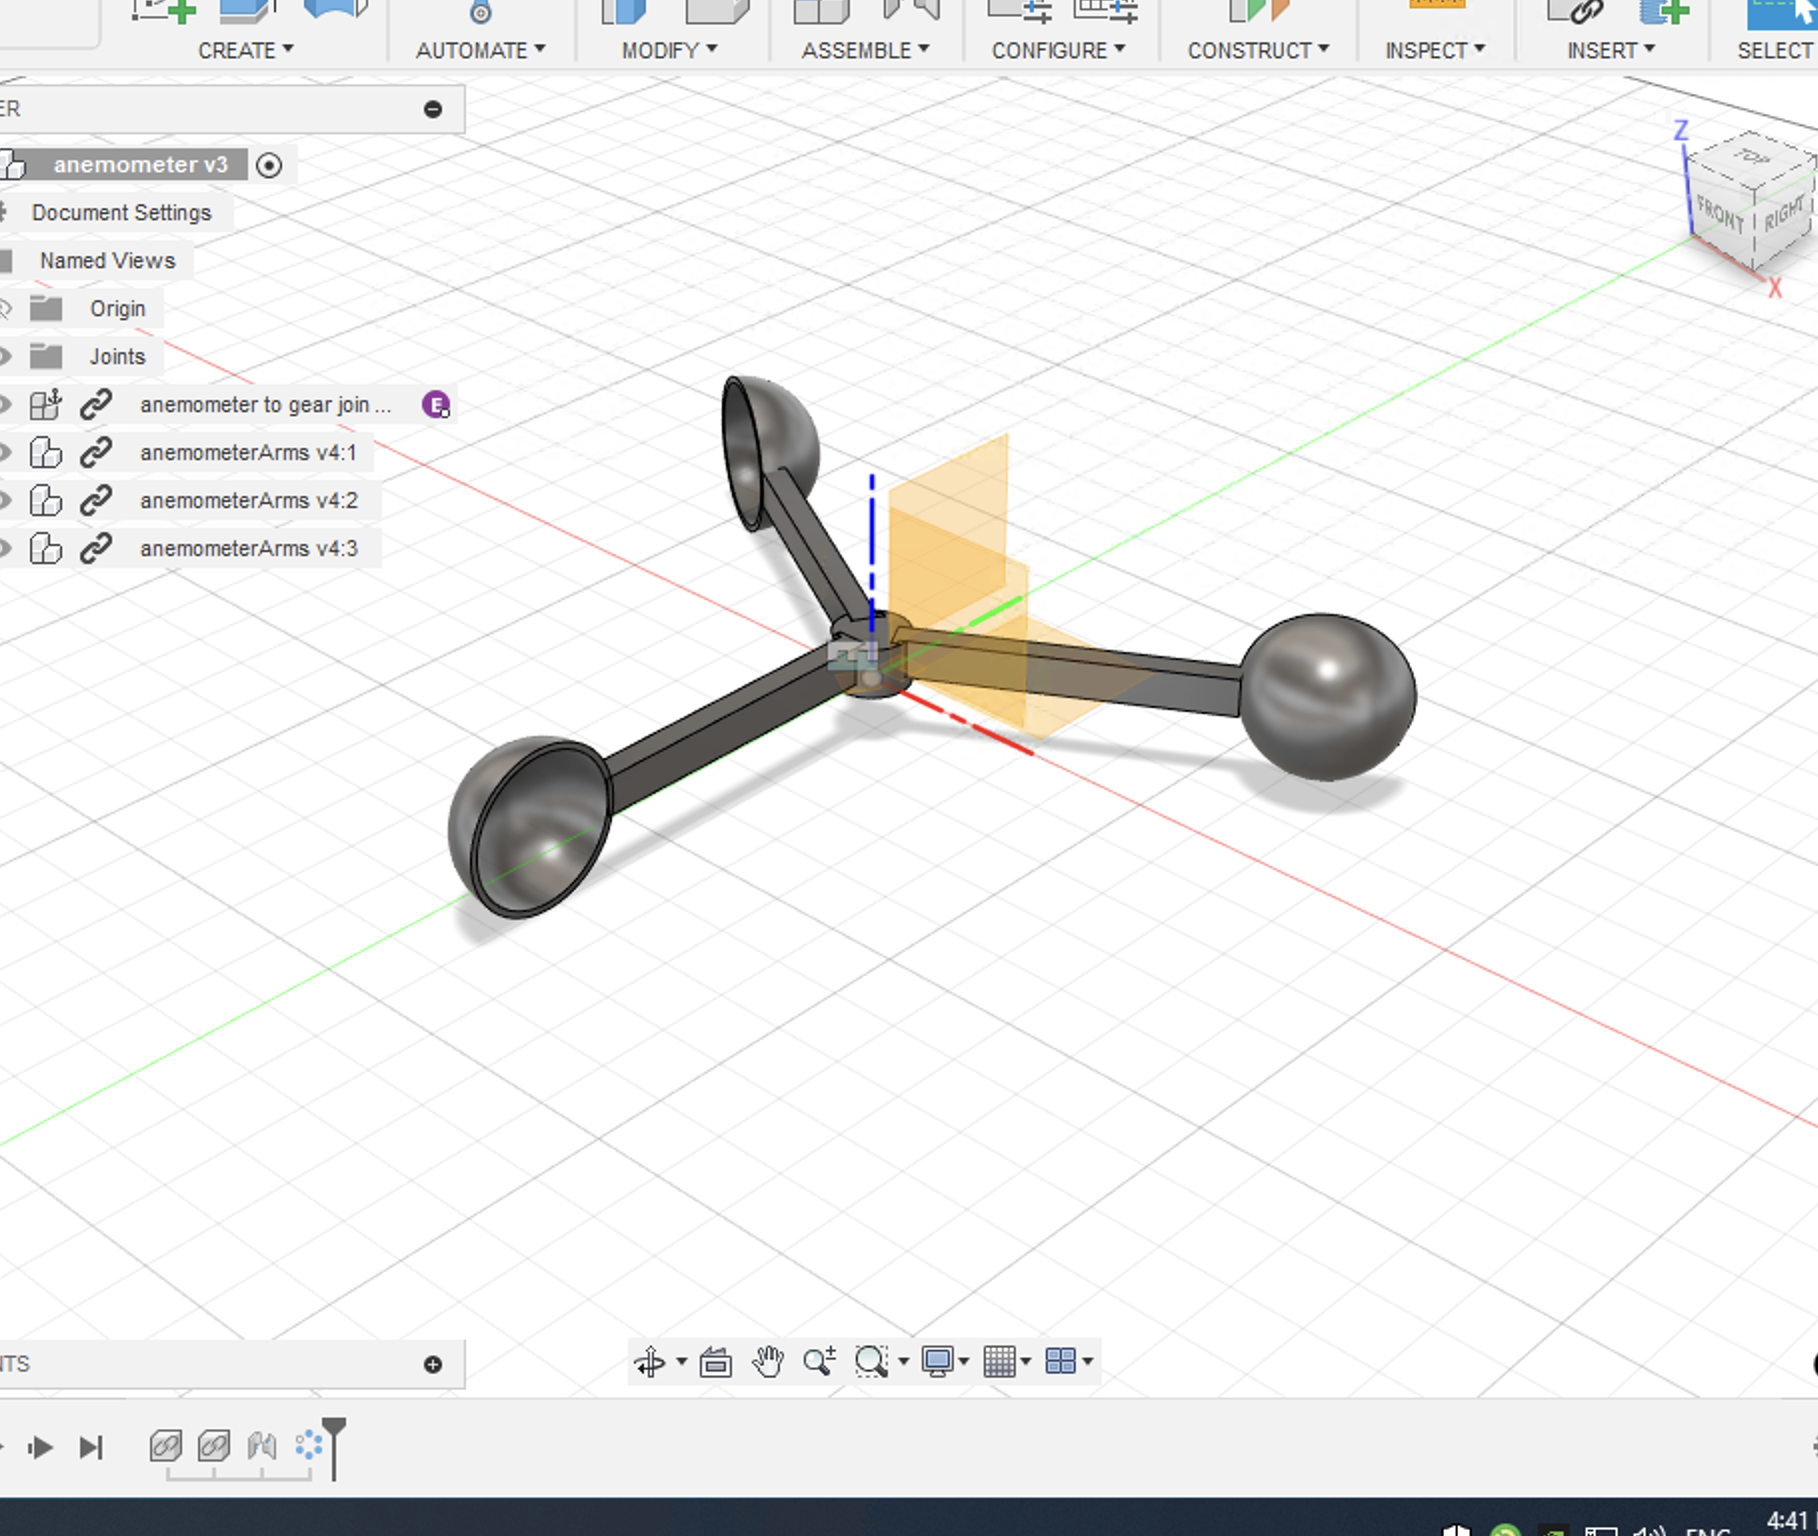 CREATE AUTOMATE MODIFY ASSEMBLE CONFIGURE CONSTRUCT INSPECT INSERT SELECT
ER
anemometer v3
Document Settings
Named Views
Origin
Joints
anemometer to gear join ... E
anemometerArms v4:1
anemometerArms v4:2
anemometerArms v4:3
Z
TOP
FRONT RIGHT
X
NTS
4:41
ENG